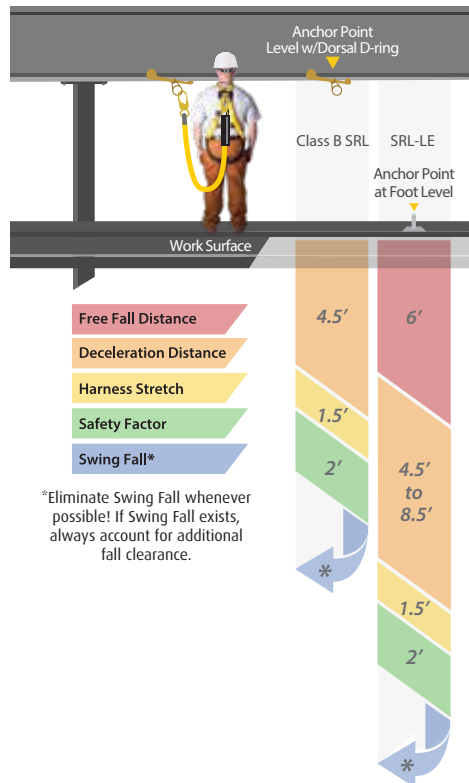 Anchor Point
Level w/Dorsal D-ring
Class B SRL
SRL-LE
Anchor Point
at Foot Level
Work Surface
Free Fall Distance
Deceleration Distance
Harness Stretch
Safety Factor
Swing Fall*
*Eliminate Swing Fall whenever
possible! If Swing Fall exists,
always account for additional
fall clearance.
4.5’
1.5’
2’
*
6’
4.5’
to
8.5’
1.5’
2’
*